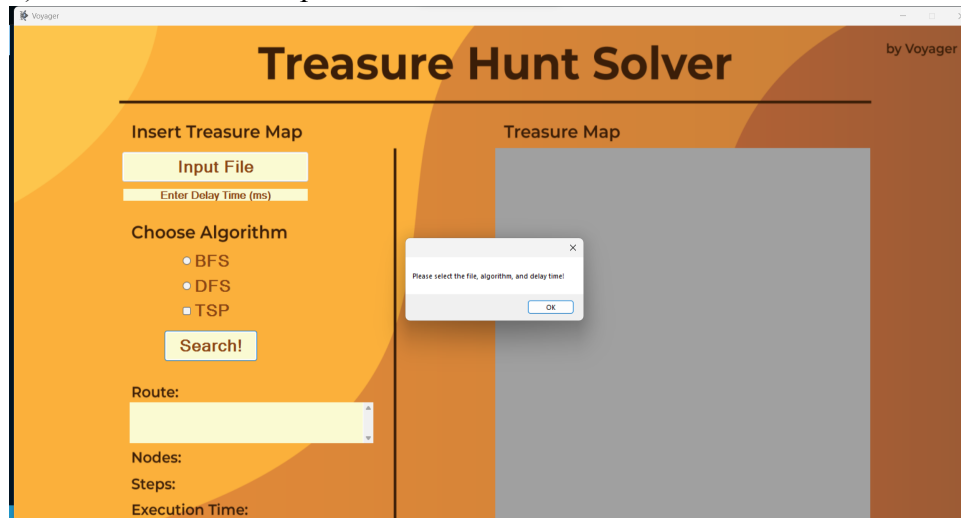 Voyager
Treasure Hunt Solver
by Voyager
Insert Treasure Map
Input File
Enter Delay Time (ms)
Choose Algorithm
BFS
DFS
TSP
Search!
Route:
Nodes:
Steps:
Execution Time:
Treasure Map
Please select the file, algorithm, and delay time!
OK